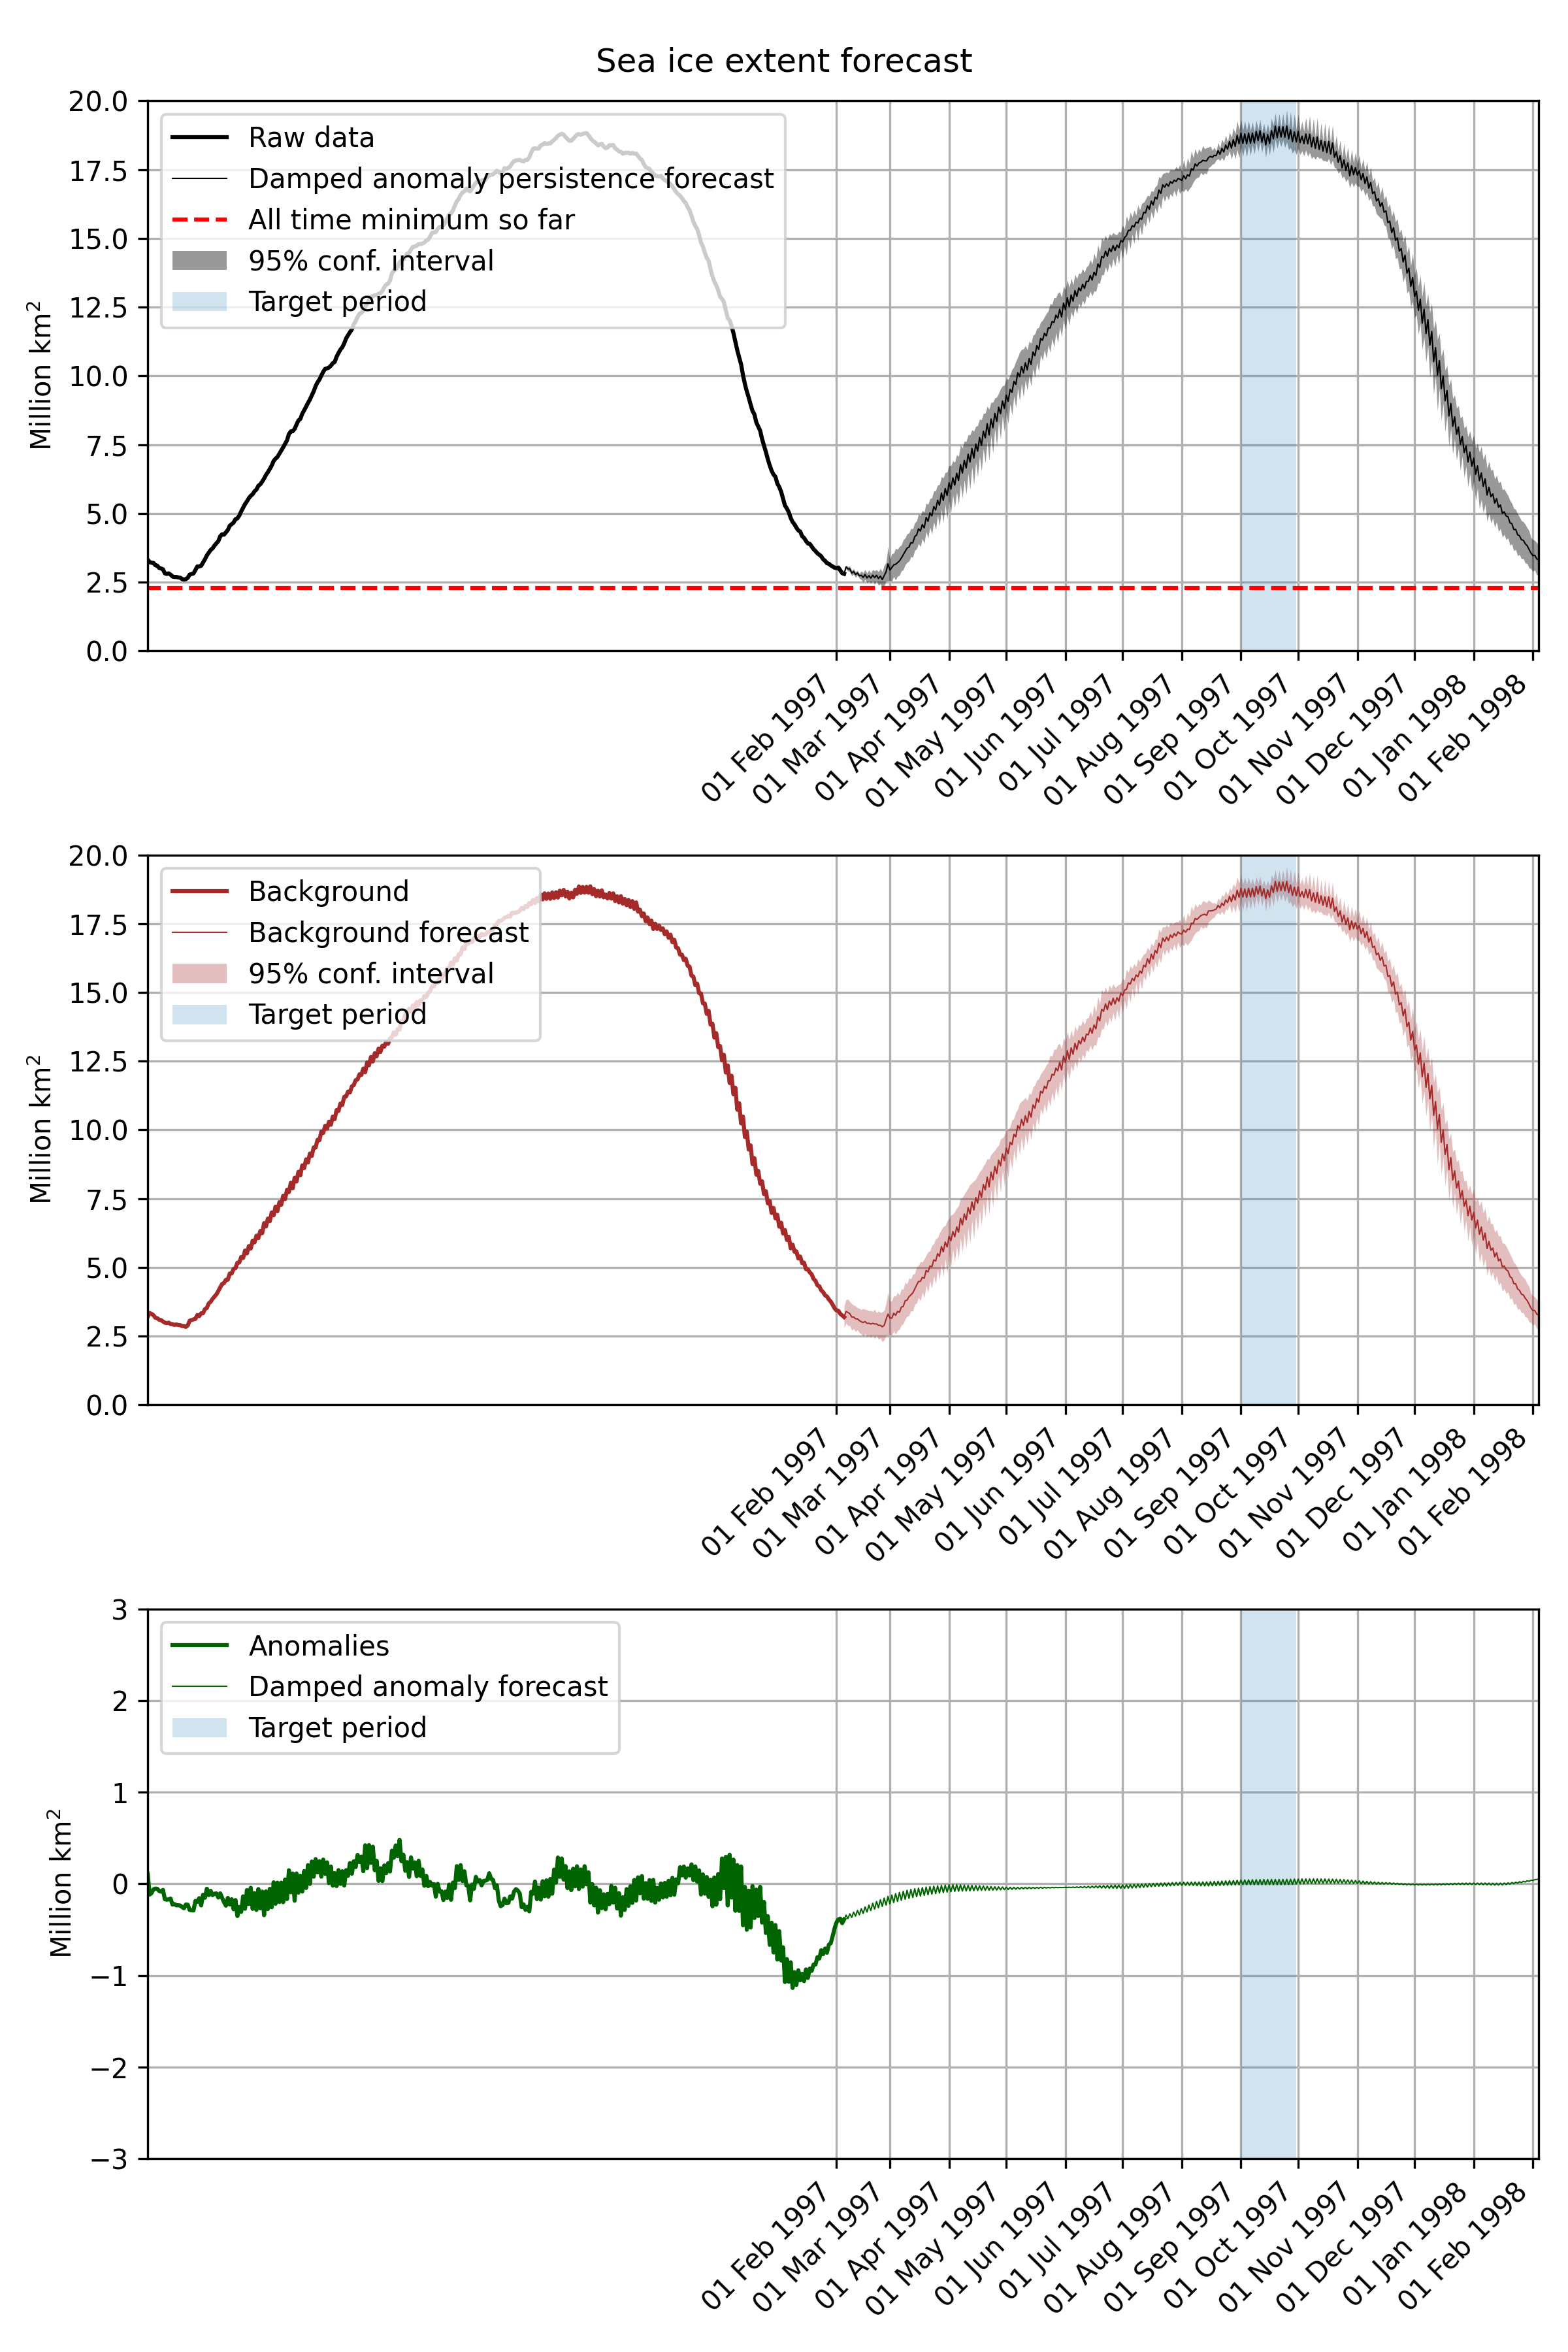 Sea ice extent forecast
20.0
17.5
15.0
12.5
10.0
7.5
5.0
2.5
0.0
Million km²
Raw data
Damped anomaly persistence forecast
All time minimum so far
95% conf. interval
Target period
01 Feb 1997
01 Mar 1997
01 Apr 1997
01 May 1997
01 Jun 1997
01 Jul 1997
01 Aug 1997
01 Sep 1997
01 Oct 1997
01 Nov 1997
01 Dec 1997
01 Jan 1998
01 Feb 1998
20.0
17.5
15.0
12.5
10.0
7.5
5.0
2.5
0.0
Million km²
Background
Background forecast
95% conf. interval
Target period
01 Feb 1997
01 Mar 1997
01 Apr 1997
01 May 1997
01 Jun 1997
01 Jul 1997
01 Aug 1997
01 Sep 1997
01 Oct 1997
01 Nov 1997
01 Dec 1997
01 Jan 1998
01 Feb 1998
3
2
1
0
−1
−2
−3
Million km²
Anomalies
Damped anomaly forecast
Target period
01 Feb 1997
01 Mar 1997
01 Apr 1997
01 May 1997
01 Jun 1997
01 Jul 1997
01 Aug 1997
01 Sep 1997
01 Oct 1997
01 Nov 1997
01 Dec 1997
01 Jan 1998
01 Feb 1998